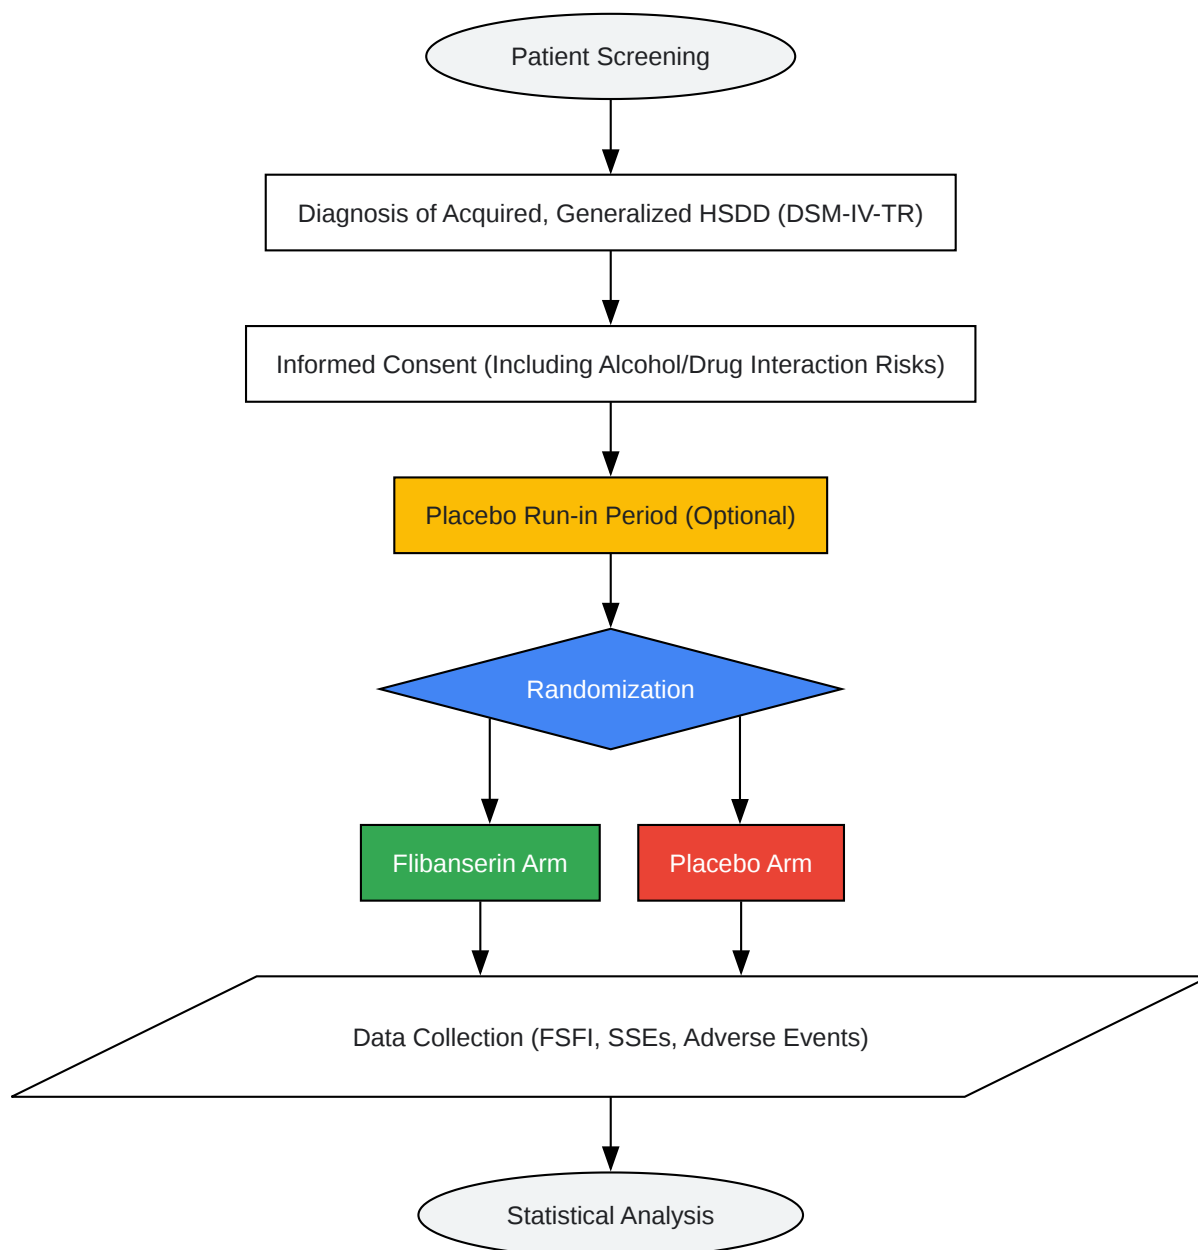 Patient Screening
Diagnosis of Acquired, Generalized HSDD (DSM-IV-TR)
Informed Consent (Including Alcohol/Drug Interaction Risks)
Placebo Run-in Period (Optional)
Randomization
Flibanserin Arm
Placebo Arm
Data Collection (FSFI, SSEs, Adverse Events)
Statistical Analysis